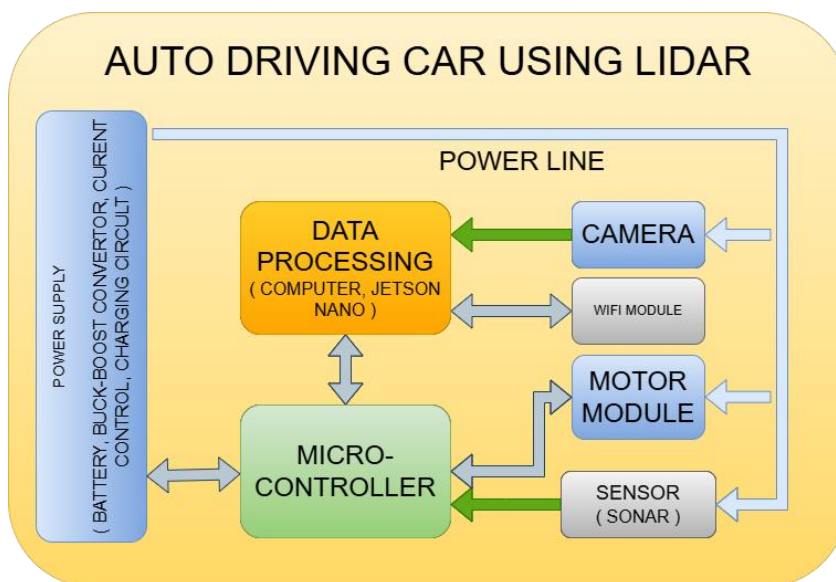 AUTO DRIVING CAR USING LIDAR
POWER SUPPLY
( BATTERY, BUCK-BOOST CONVERTOR, CURENT
CONTROL, CHARGING CIRCULT )
POWER LINE
DATA
PROCESSING
( COMPUTER, JETSON
NANO )
CAMERA
WIFI MODULE
MOTOR
MODULE
MICRO-
CONTROLLER
SENSOR
( SONAR )